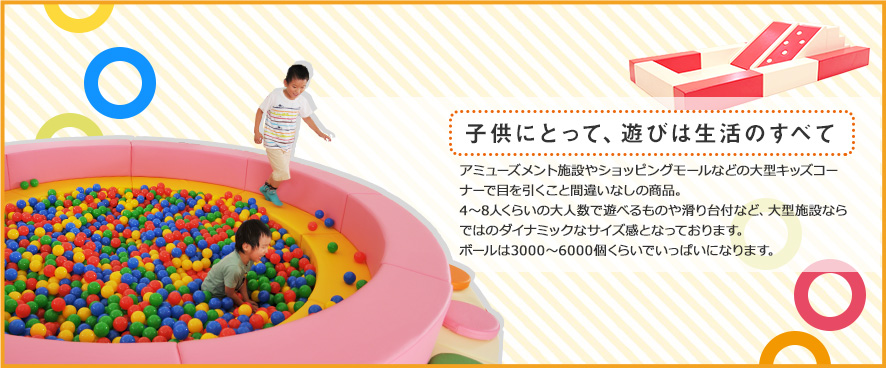 子供にとって、遊びは生活のすべて
アミューズメント施設やショッピングモールなどの大型キッズコー
ナーで目を引くこと間違いなしの商品。
4〜8人くらいの大人数で遊べるものや滑り台付など、大型施設なら
ではのダイナミックなサイズ感となっております。
ボールは3000〜6000個くらいでいっぱいになります。